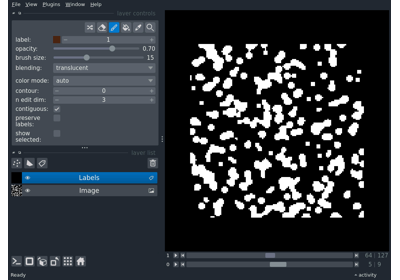 File View Plugins Window Help
layer controls
label: 1
opacity: 0.70
brush size: 15
blending: translucent
color mode: auto
contour: 0
n edit dim: 3
contiguous:
preserve
labels:
show
selected:
layer list
Labels
Image
1 64 127
0 5 9
Ready activity